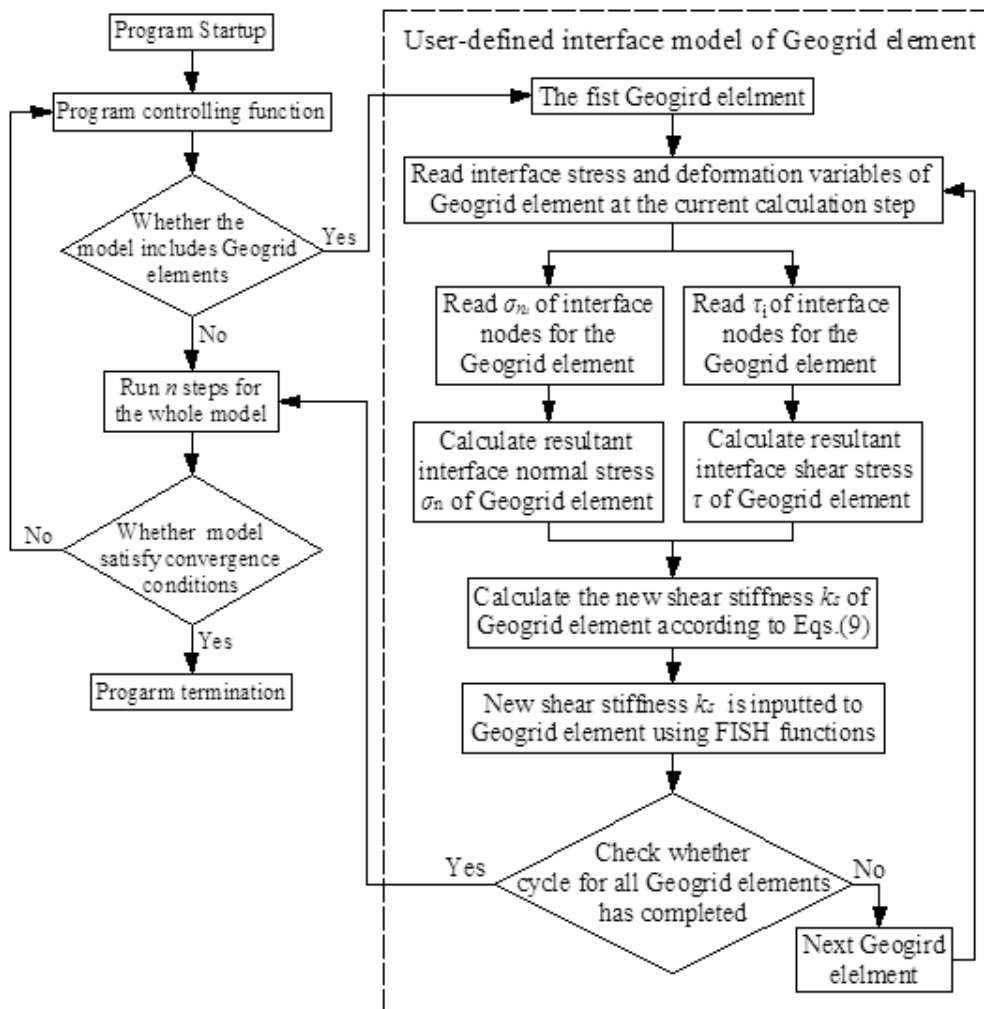 Program Startup
Program controlling function
Whether the
model includes Geogrid
elements
Yes
No
Run n steps for
the whole model
No
Whether model
satisfy convergence
conditions
Yes
Progarm termination
User-defined interface model of Geogrid element
The fist Geogird elelment
Read interface stress and deformation variables of
Geogrid element at the current calculation step
Read σni of interface
nodes for the
Geogrid element
Read τi of interface
nodes for the
Geogrid element
Calculate resultant
interface normal stress
σn of Geogrid element
Calculate resultant
interface shear stress
τ of Geogrid element
Calculate the new shear stiffness ks of
Geogrid element according to Eqs.(9)
New shear stiffness ks is inputted to
Geogrid element using FISH functions
Yes
Check whether
cycle for all Geogrid elements
has completed
No
Next Geogird
elelment